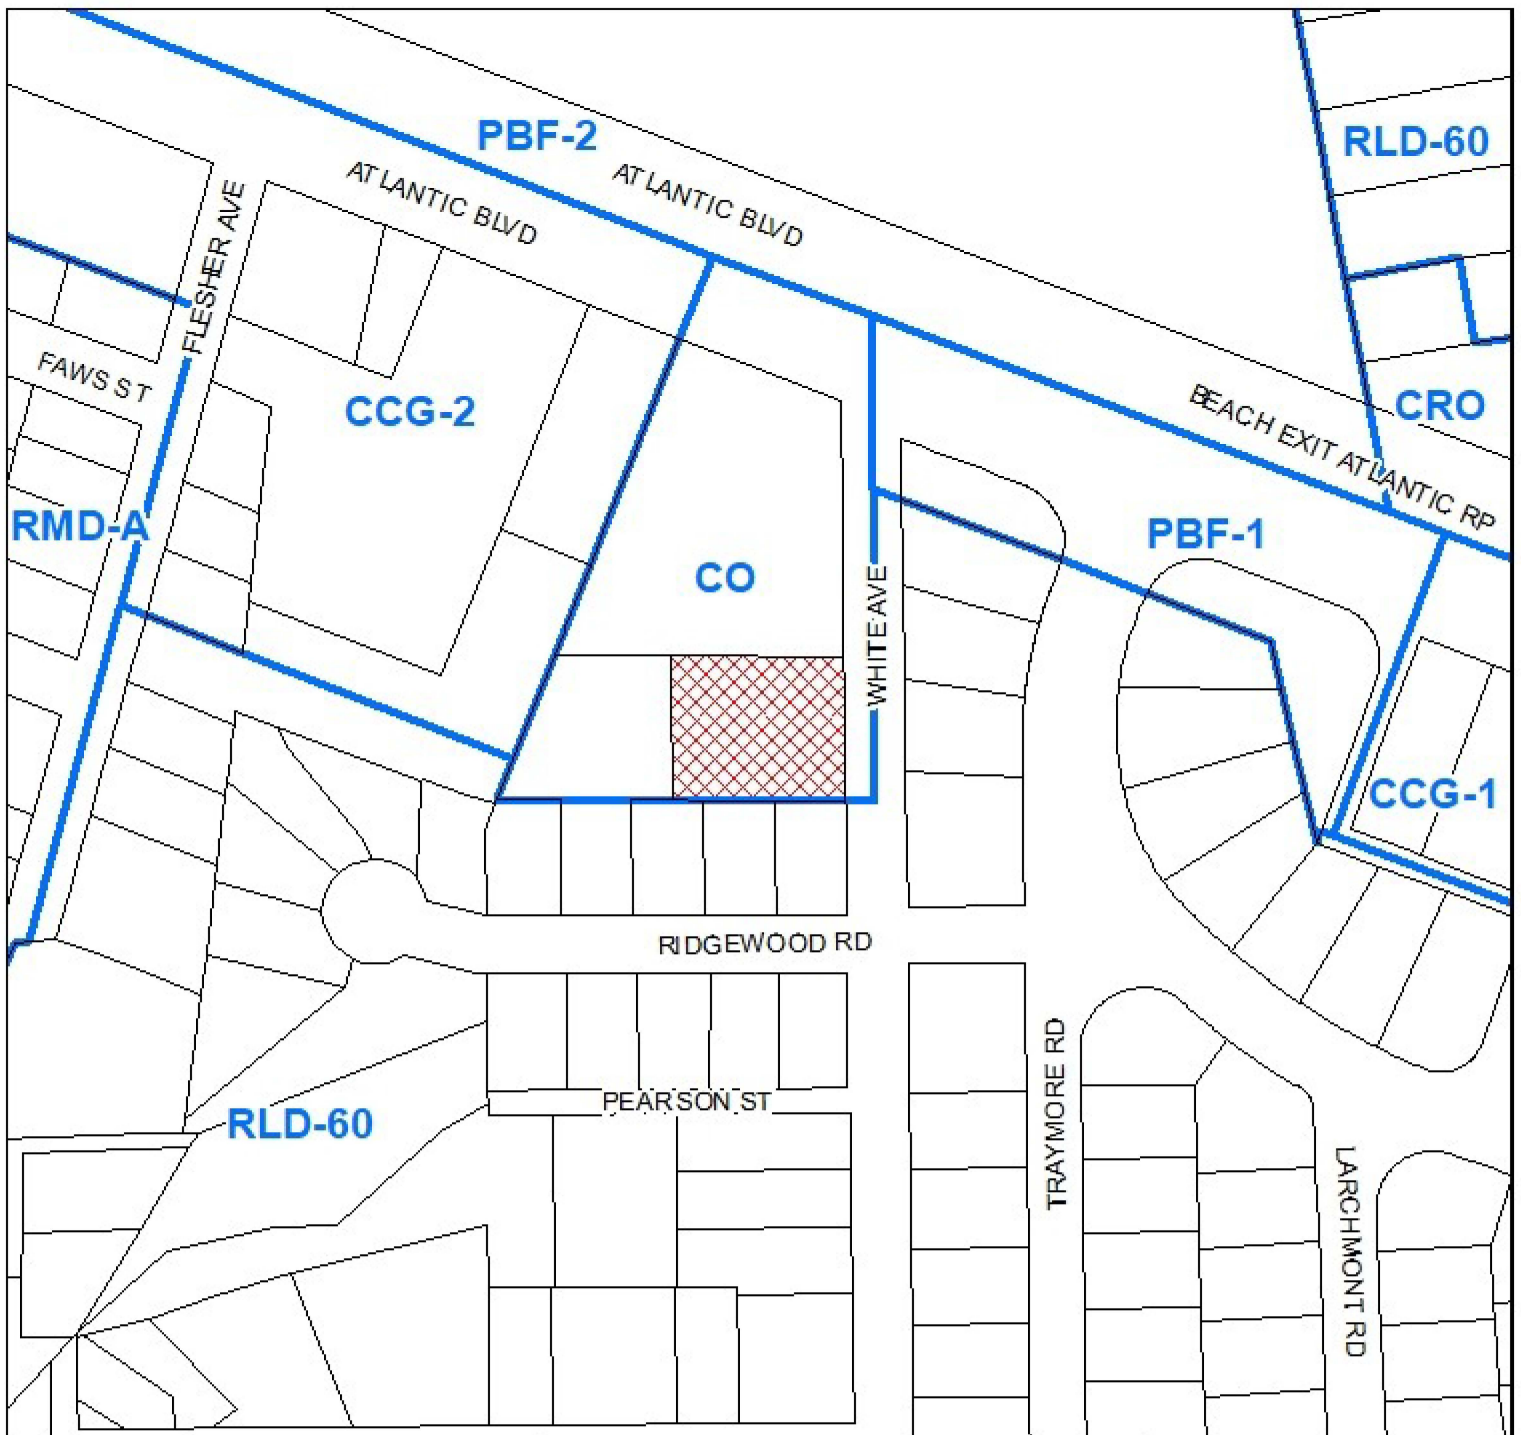 PBF-2
RLD-60
ATLANTIC BLVD
ATLANTIC BLVD
FLESHER AVE
FAWS ST
CCG-2
CRO
BEACH EXIT ATLANTIC RP
RMD-A
PBF-1
CO
WHITE AVE
CCG-1
RIDGEWOOD RD
PEARSON ST
RLD-60
TRAYMORE RD
LARCHMONT RD